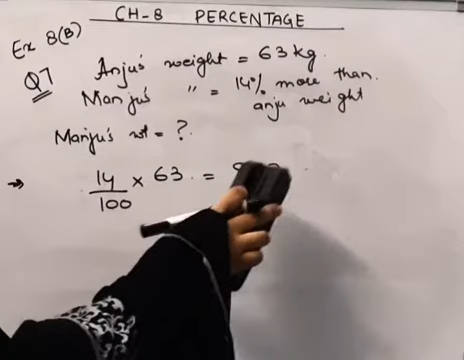 CH-8 PERCENTAGE
Ex 8(B)
Q7 Anju's weight = 63 kg.
Manju's " = 14% more than.
anju weight
Manju's wt = ?
→ 14/100 × 63 =